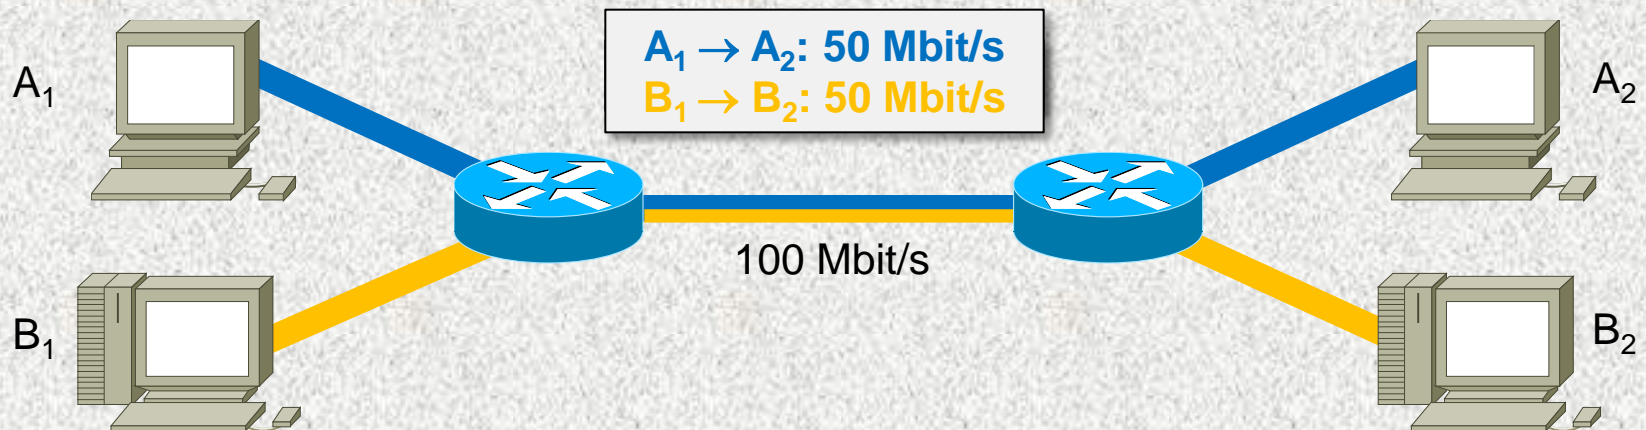 A₁ → A₂: 50 Mbit/s
B₁ → B₂: 50 Mbit/s
A₁
A₂
100 Mbit/s
B₁
B₂